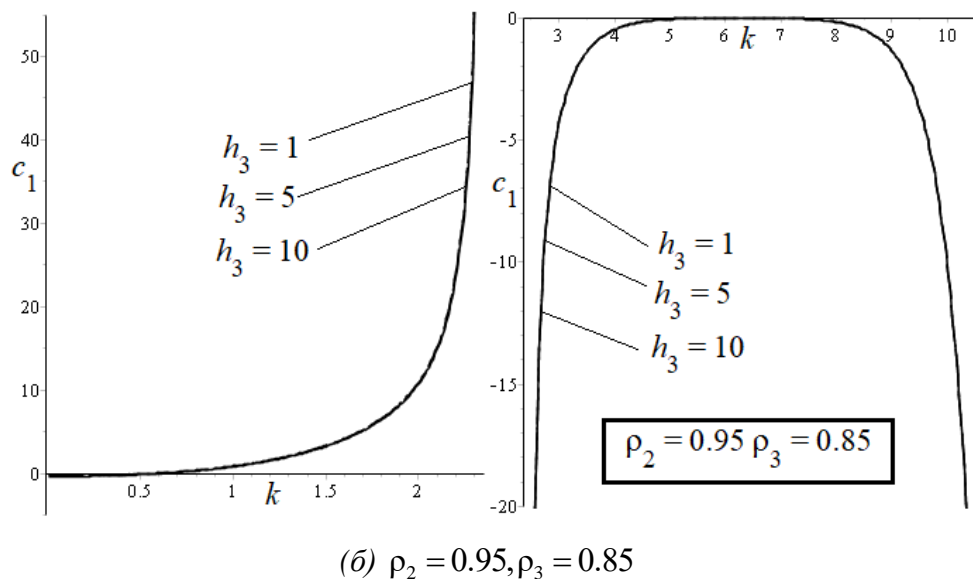 50
40
c₁
30
20
10
0
h₃ = 1
h₃ = 5
h₃ = 10
0.5
1
k
1.5
2
0
3
4
5
6
k
7
8
9
10
-5
c₁
-10
-15
-20
h₃ = 1
h₃ = 5
h₃ = 10
ρ₂ = 0.95 ρ₃ = 0.85
(б) ρ₂ = 0.95, ρ₃ = 0.85